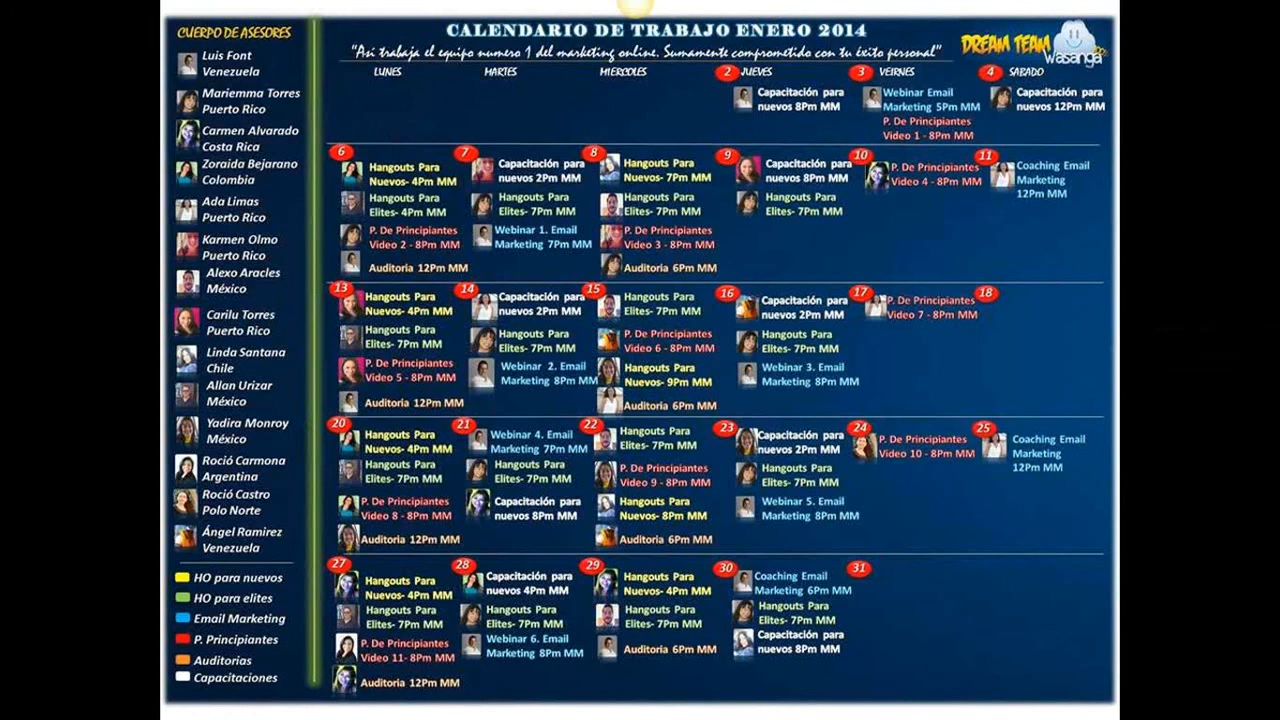 CUERPO DE ASESORES
Luis Font
Venezuela
Mariemma Torres
Puerto Rico
Carmen Alvarado
Costa Rica
Zoraida Bejarano
Colombia
Ada Limas
Puerto Rico
Karmen Olmo
Puerto Rico
Alexo Aracles
México
Carilu Torres
Puerto Rico
Linda Santana
Chile
Allan Urizar
México
Yadira Monroy
México
Roció Carmona
Argentina
Roció Castro
Polo Norte
Ángel Ramirez
Venezuela
HO para nuevos
HO para elites
Email Marketing
P. Principiantes
Auditorias
Capacitaciones
CALENDARIO DE TRABAJO ENERO 2014
"Así trabaja el equipo numero 1 del marketing online. Sumamente comprometido con tu éxito personal"
DREAM TEAM
wasanga
LUNES
MARTES
MIERCOLES
2 JUEVES
3 VEIRNES
4 SABADO
Capacitación para
nuevos 8PM MM
Webinar Email
Marketing 5PM MM
P. De Principiantes
Video 1 - 8PM MM
Capacitación para
nuevos 12PM MM
6
Hangouts Para
Nuevos- 4Pm MM
Hangouts Para
Elites- 4Pm MM
P. De Principiantes
Video 2 - 8PM MM
Auditoria 12Pm MM
7
Capacitación para
nuevos 2PM MM
Hangouts Para
Elites- 7Pm MM
Webinar 1. Email
Marketing 7PM MM
8
Hangouts Para
Nuevos- 7PM MM
Hangouts Para
Elites- 7PM MM
P. De Principiantes
Video 3 - 8PM MM
Auditoria 6PM MM
9
Capacitación para
nuevos 8PM MM
Hangouts Para
Elites- 7PM MM
10
P. De Principiantes
Video 4 - 8PM MM
11
Coaching Email
Marketing
12PM MM
13
Hangouts Para
Nuevos- 4PM MM
Hangouts Para
Elites- 7PM MM
P. De Principiantes
Video 5 - 8PM MM
Auditoria 12PM MM
14
Capacitación para
nuevos 2PM MM
Hangouts Para
Elites- 7PM MM
Webinar 2. Email
Marketing 8PM MM
15
Hangouts Para
Elites- 7PM MM
P. De Principiantes
Video 6 - 8PM MM
Hangouts Para
Nuevos- 9PM MM
Auditoria 6PM MM
16
Capacitación para
nuevos 2PM MM
Hangouts Para
Elites- 7PM MM
Webinar 3. Email
Marketing 8PM MM
17
P. De Principiantes
Video 7 - 8PM MM
18
20
Hangouts Para
Nuevos- 4PM MM
Hangouts Para
Elites- 7PM MM
P. De Principiantes
Video 8 - 8PM MM
Auditoria 12PM MM
21
Webinar 4. Email
Marketing 7PM MM
Hangouts Para
Elites- 7PM MM
Capacitación para
nuevos 8PM MM
22
Hangouts Para
Elites- 7PM MM
P. De Principiantes
Video 9 - 8PM MM
Hangouts Para
Nuevos- 8PM MM
Auditoria 6PM MM
23
Capacitación para
nuevos 2PM MM
Hangouts Para
Elites- 7PM MM
Webinar 5. Email
Marketing 8PM MM
24
P. De Principiantes
Video 10 - 8PM MM
25
Coaching Email
Marketing
12PM MM
27
Hangouts Para
Nuevos- 4PM MM
Hangouts Para
Elites- 7PM MM
P. De Principiantes
Video 11- 8PM MM
Auditoria 12PM MM
28
Capacitación para
nuevos 4PM MM
Hangouts Para
Elites- 7PM MM
Webinar 6. Email
Marketing 8PM MM
29
Hangouts Para
Nuevos- 4PM MM
Hangouts Para
Elites- 7PM MM
Auditoria 6PM MM
30
Coaching Email
Marketing 6PM MM
Hangouts Para
Elites- 7PM MM
Capacitación para
nuevos 8PM MM
31